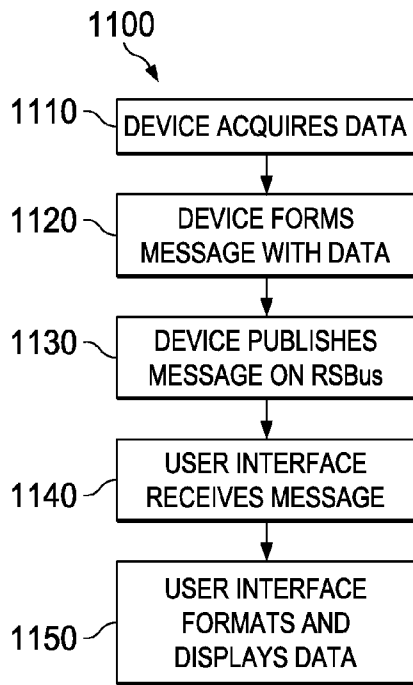 1100
1110
DEVICE ACQUIRES DATA
1120
DEVICE FORMS
MESSAGE WITH DATA
1130
DEVICE PUBLISHES
MESSAGE ON RSBus
1140
USER INTERFACE
RECEIVES MESSAGE
1150
USER INTERFACE
FORMATS AND
DISPLAYS DATA